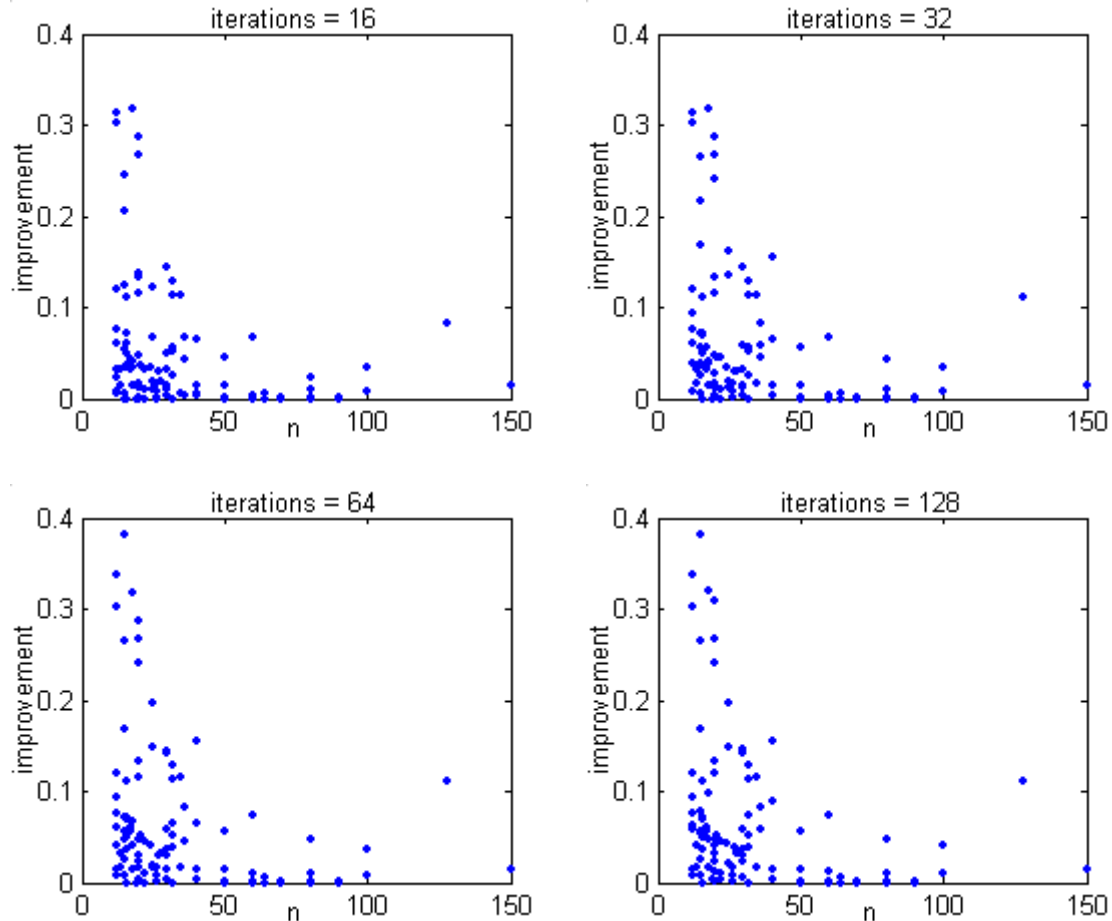 iterations = 16
0.4
0.3
0.2
0.1
0
improvement
0 50 100 150
n
iterations = 32
0.4
0.3
0.2
0.1
0
improvement
0 50 100 150
n
iterations = 64
0.4
0.3
0.2
0.1
0
improvement
0 50 100 150
n
iterations = 128
0.4
0.3
0.2
0.1
0
improvement
0 50 100 150
n